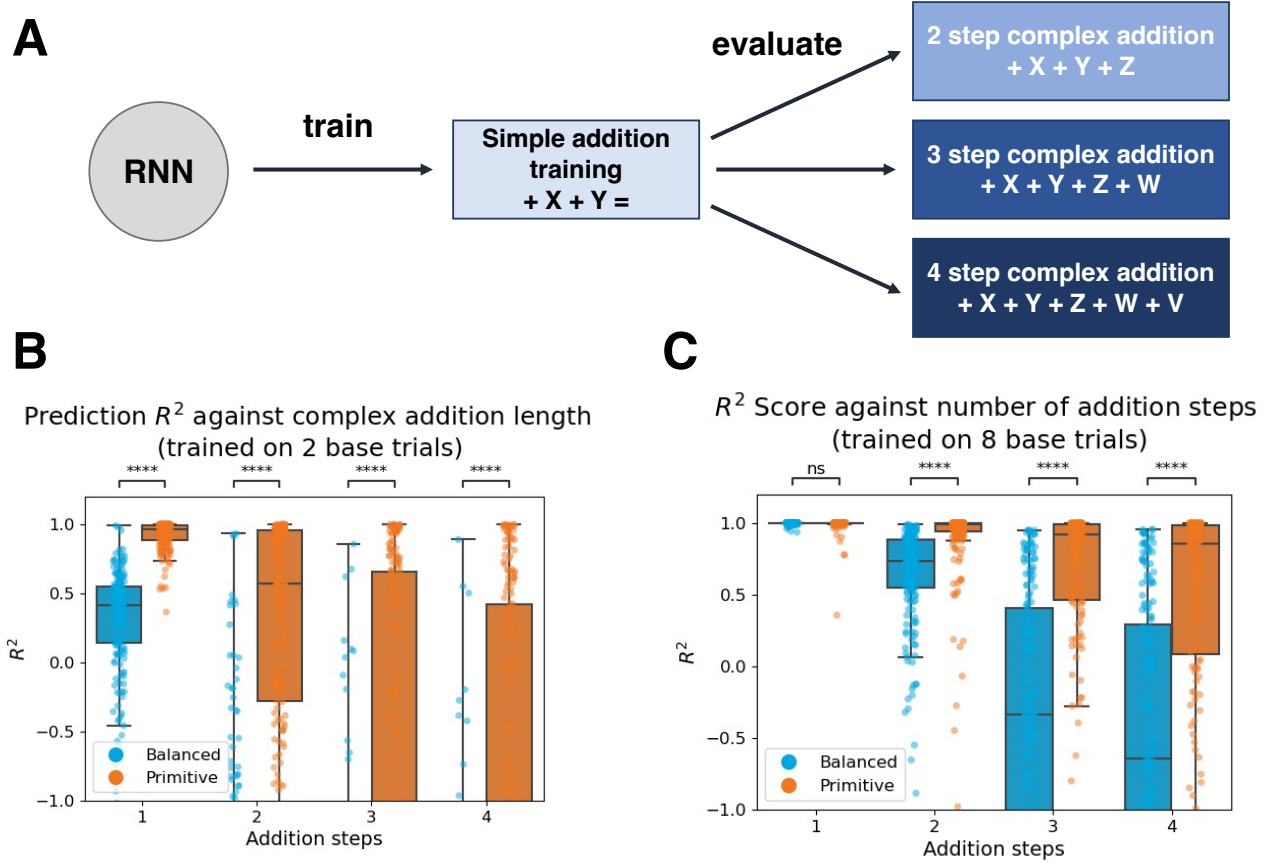 A
RNN
train
Simple addition
training
+ X + Y =
evaluate
2 step complex addition
+ X + Y + Z
3 step complex addition
+ X + Y + Z + W
4 step complex addition
+ X + Y + Z + W + V
B
Prediction R² against complex addition length
(trained on 2 base trials)
**** **** **** ****
1.0
0.5
0.0
−0.5
−1.0
R²
Balanced
Primitive
1 2 3 4
Addition steps
C
R² Score against number of addition steps
(trained on 8 base trials)
ns **** **** ****
1.0
0.5
0.0
−0.5
−1.0
R²
Balanced
Primitive
1 2 3 4
Addition steps